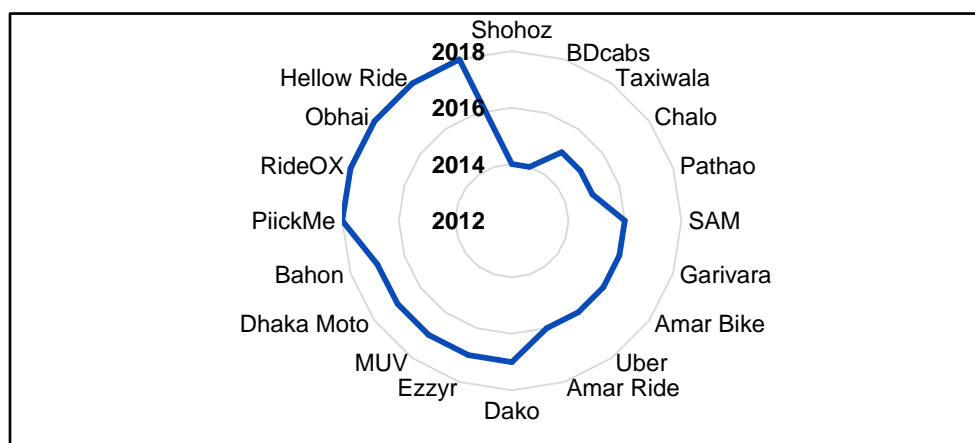 Shohoz
BDcabs
Taxiwala
Chalo
Pathao
SAM
Garivara
Amar Bike
Uber
Amar Ride
Dako
Ezzyr
MUV
Dhaka Moto
Bahon
PiickMe
RideOX
Obhai
Hellow Ride
2018
2016
2014
2012